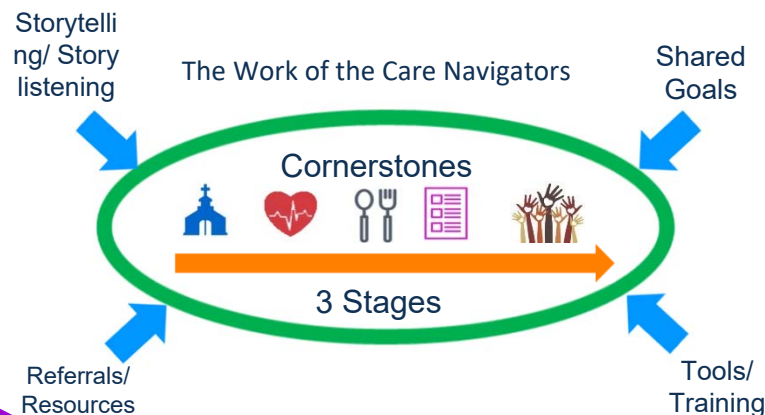 Storytelli
ng/ Story
listening
The Work of the Care Navigators
Shared
Goals
Cornerstones
3 Stages
Referrals/
Resources
Tools/
Training